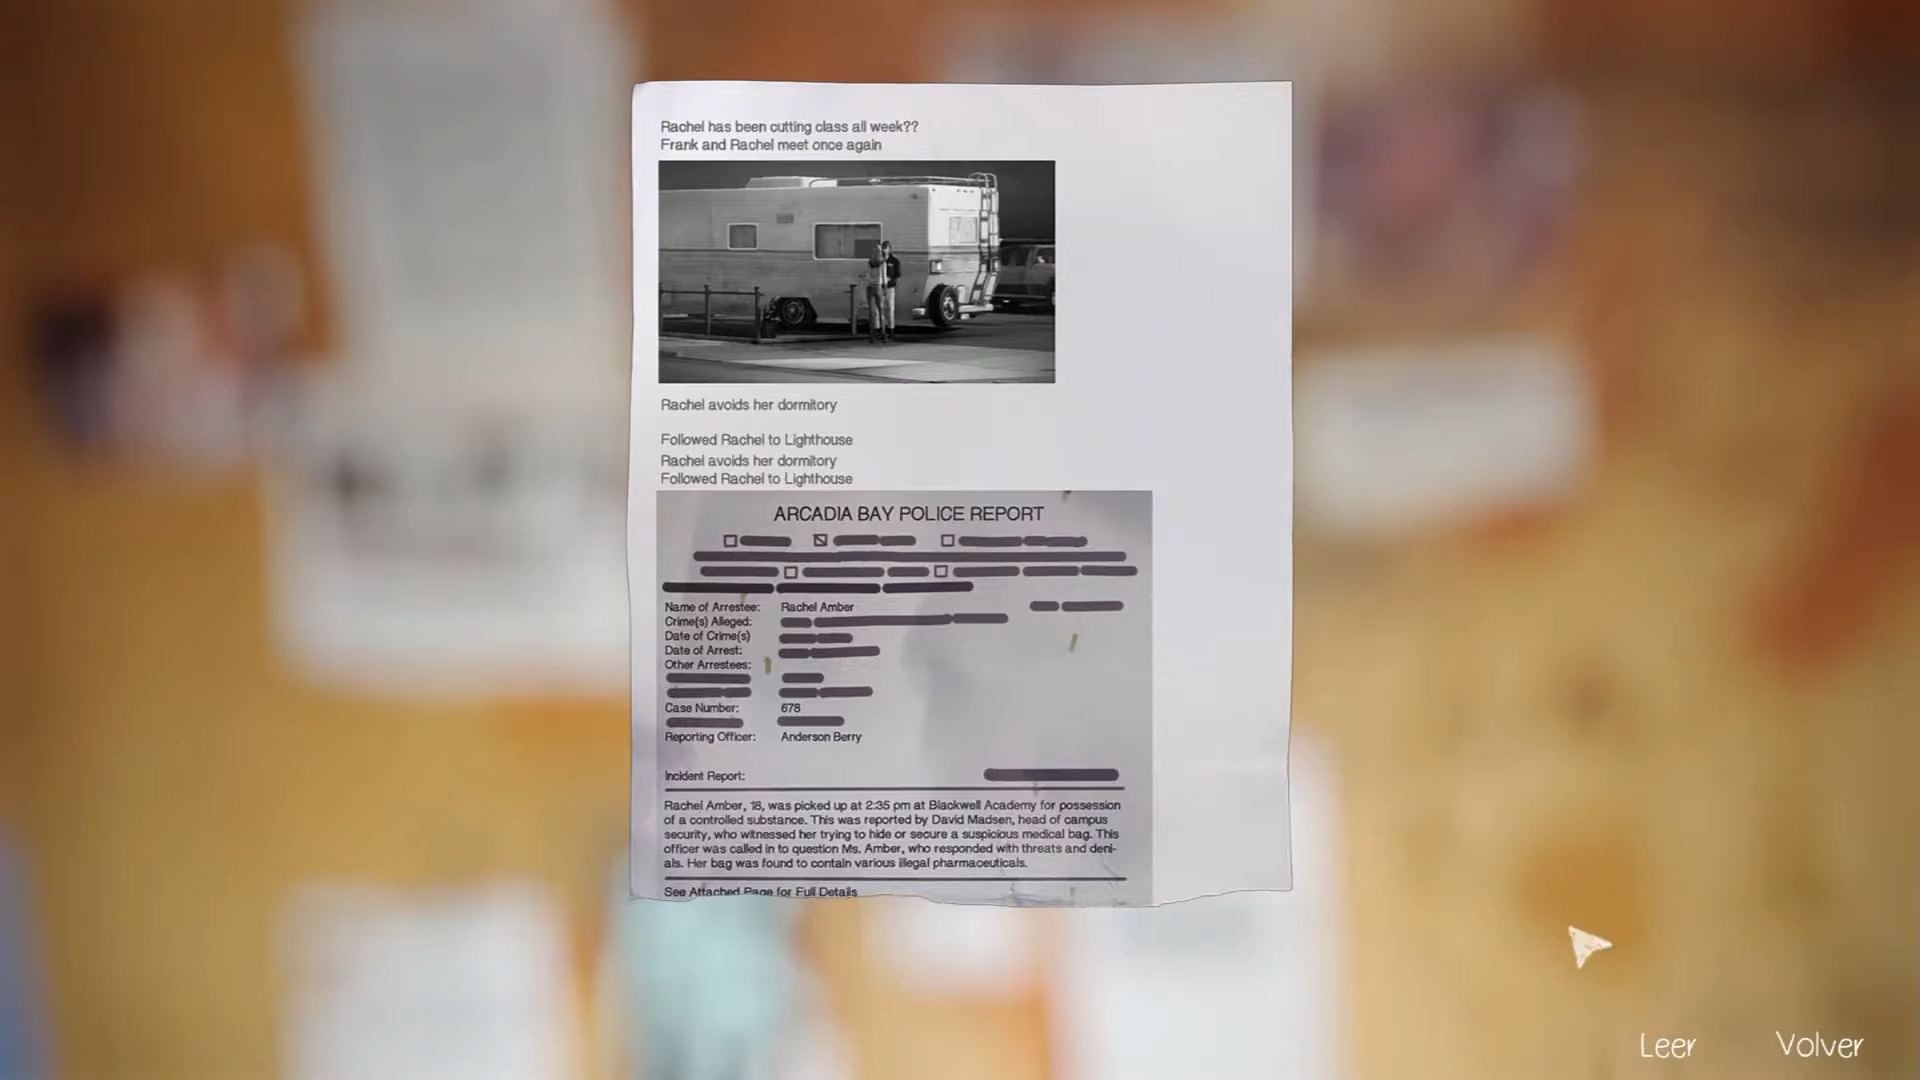 Rachel has been cutting class all week??
Frank and Rachel meet once again
Rachel avoids her dormitory
Followed Rachel to Lighthouse
Rachel avoids her dormitory
Followed Rachel to Lighthouse
ARCADIA BAY POLICE REPORT
Name of Arrestee: Rachel Amber
Crime(s) Alleged:
Date of Crime(s)
Date of Arrest:
Other Arrestees:
Case Number: 678
Reporting Officer: Anderson Berry
Incident Report:
Rachel Amber, 18, was picked up at 2:35 pm at Blackwell Academy for possession
of a controlled substance. This was reported by David Madsen, head of campus
security, who witnessed her trying to hide or secure a suspicious medical bag. This
officer was called in to question Ms. Amber, who responded with threats and deni-
als. Her bag was found to contain various illegal pharmaceuticals.
See Attached Page for Full Details
Leer Volver